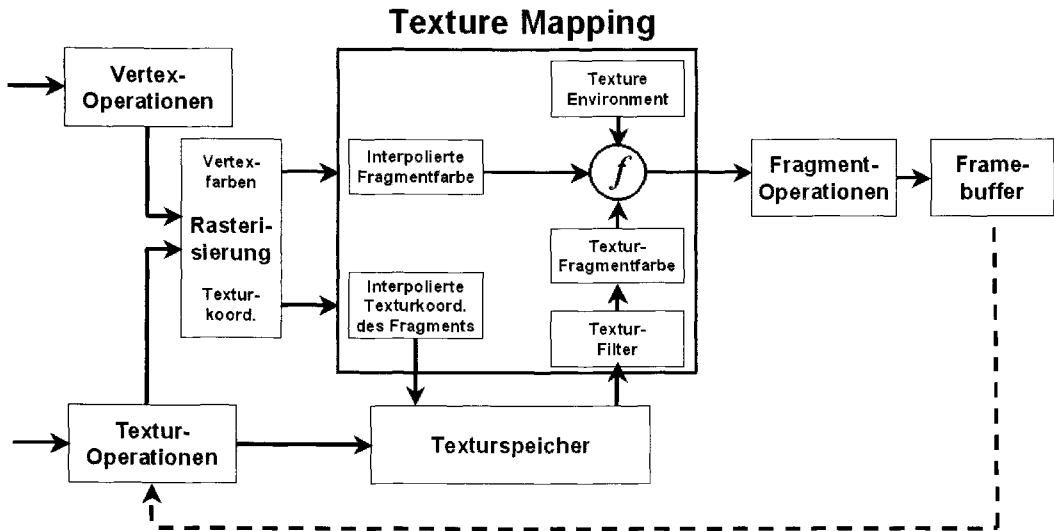 Texture Mapping
Vertex-
Operationen
Texture
Environment
Vertex-
farben
Rasteri-
sierung
Textur-
koord.
Interpolierte
Fragmentfarbe
f
Fragment-
Operationen
Frame-
buffer
Textur-
Fragmentfarbe
Interpolierte
Texturkoord.
des Fragments
Textur-
Filter
Textur-
Operationen
Texturspeicher